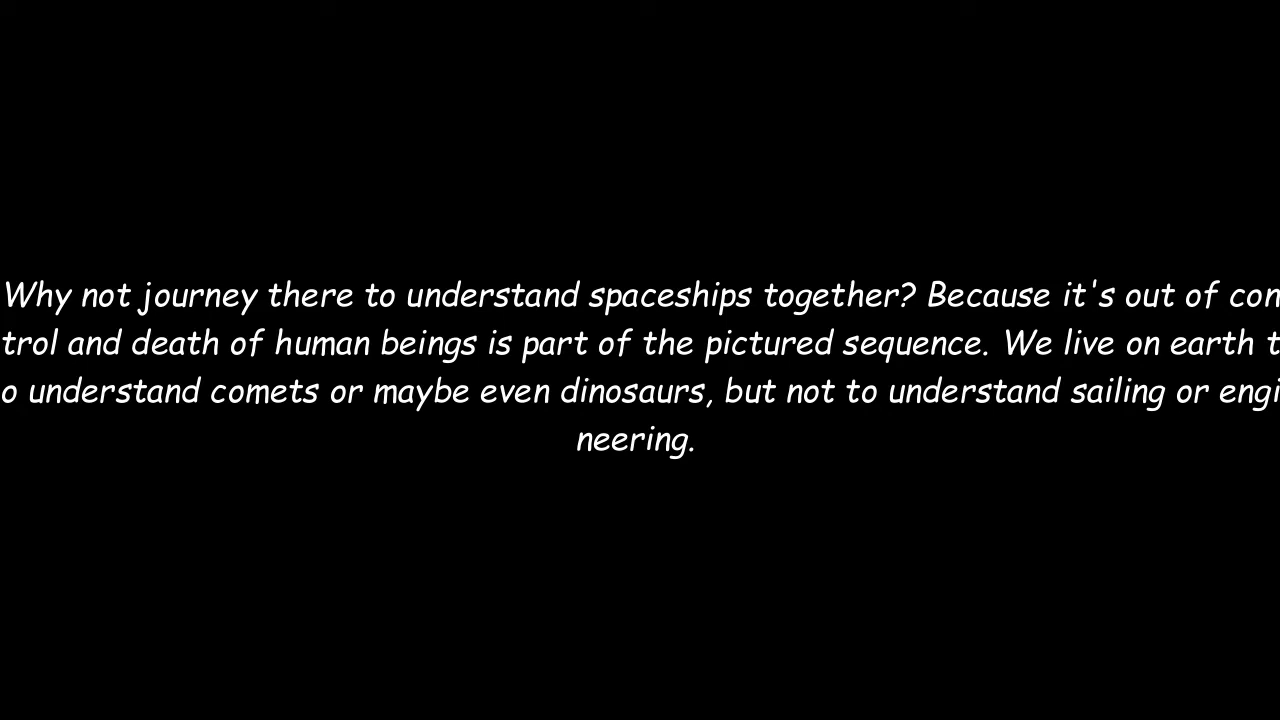 Why not journey there to understand spaceships together? Because it's out of con
trol and death of human beings is part of the pictured sequence. We live on earth t
o understand comets or maybe even dinosaurs, but not to understand sailing or engi
neering.